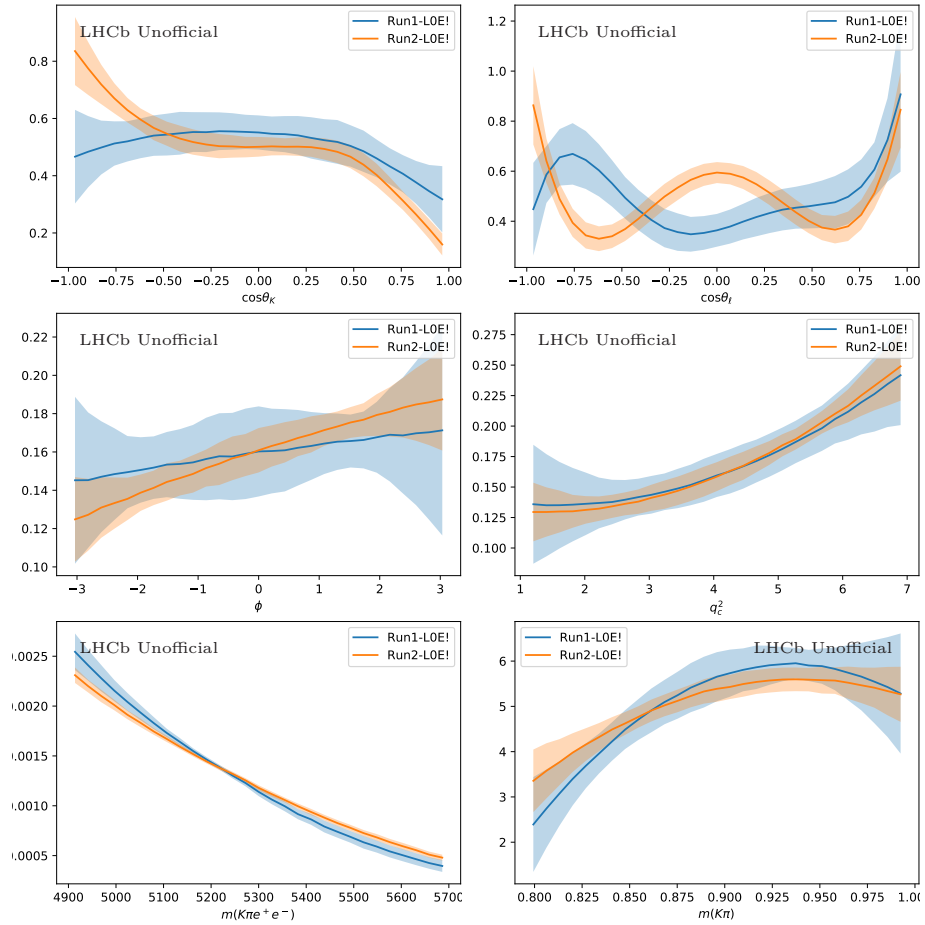 LHCb Unofficial
Run1-L0E!
Run2-L0E!
0.8
0.6
0.4
0.2
−1.00 −0.75 −0.50 −0.25 0.00 0.25 0.50 0.75 1.00
cosθ_K
LHCb Unofficial
Run1-L0E!
Run2-L0E!
1.2
1.0
0.8
0.6
0.4
−1.00 −0.75 −0.50 −0.25 0.00 0.25 0.50 0.75 1.00
cosθ_ℓ
LHCb Unofficial
Run1-L0E!
Run2-L0E!
0.22
0.20
0.18
0.16
0.14
0.12
0.10
−3 −2 −1 0 1 2 3
ϕ
LHCb Unofficial
Run1-L0E!
Run2-L0E!
0.275
0.250
0.225
0.200
0.175
0.150
0.125
0.100
1 2 3 4 5 6 7
q_c^2
LHCb Unofficial
Run1-L0E!
Run2-L0E!
.0025
.0020
.0015
.0010
.0005
4900 5000 5100 5200 5300 5400 5500 5600 5700
m(Kπe⁺e⁻)
Run1-L0E!
Run2-L0E!
LHCb Unofficial
6
5
4
3
2
0.800 0.825 0.850 0.875 0.900 0.925 0.950 0.975 1.000
m(Kπ)